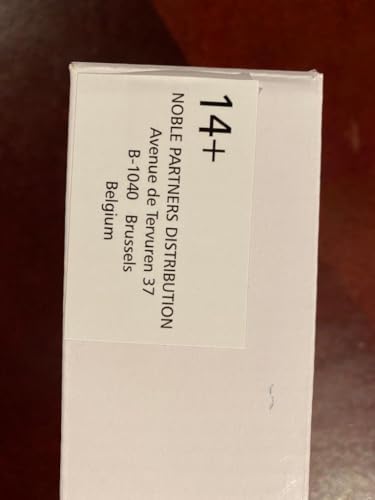 14+
NOBLE PARTNERS DISTRIBUTION
Avenue de Tervuren 37
B-1040 Brussels
Belgium